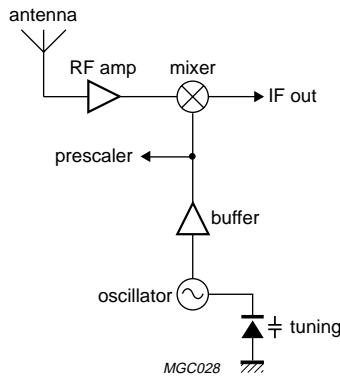 antenna
RF amp
mixer
IF out
prescaler
buffer
oscillator
tuning
MGC028